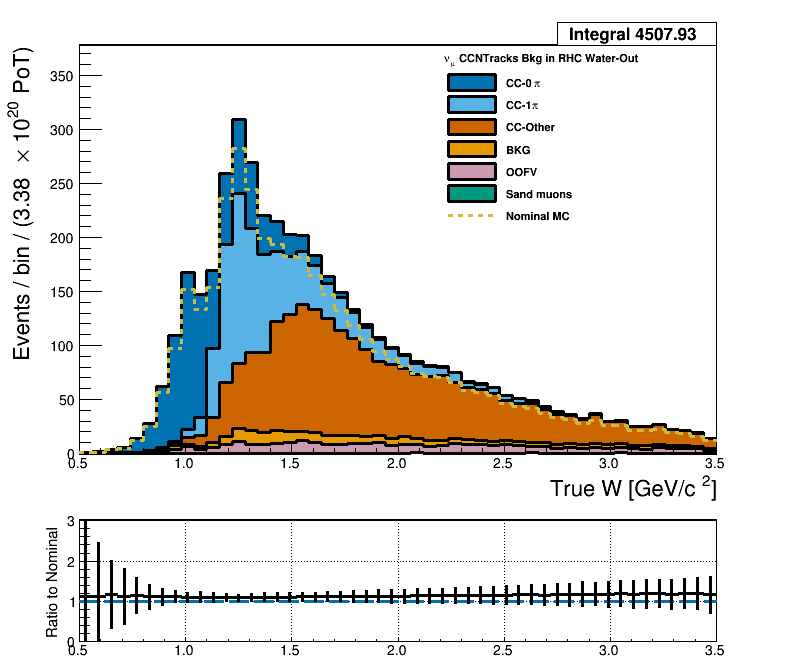 Integral 4507.93
ν_μ CCNTracks Bkg in RHC Water-Out
CC-0 π
CC-1π
CC-Other
BKG
OOFV
Sand muons
Nominal MC
Events / bin / (3.38 × 10^20 PoT)
350
300
250
200
150
100
50
0
0.5 1.0 1.5 2.0 2.5 3.0 3.5
True W [GeV/c ^2]
Ratio to Nominal
3
2
1
0
0.5 1.0 1.5 2.0 2.5 3.0 3.5